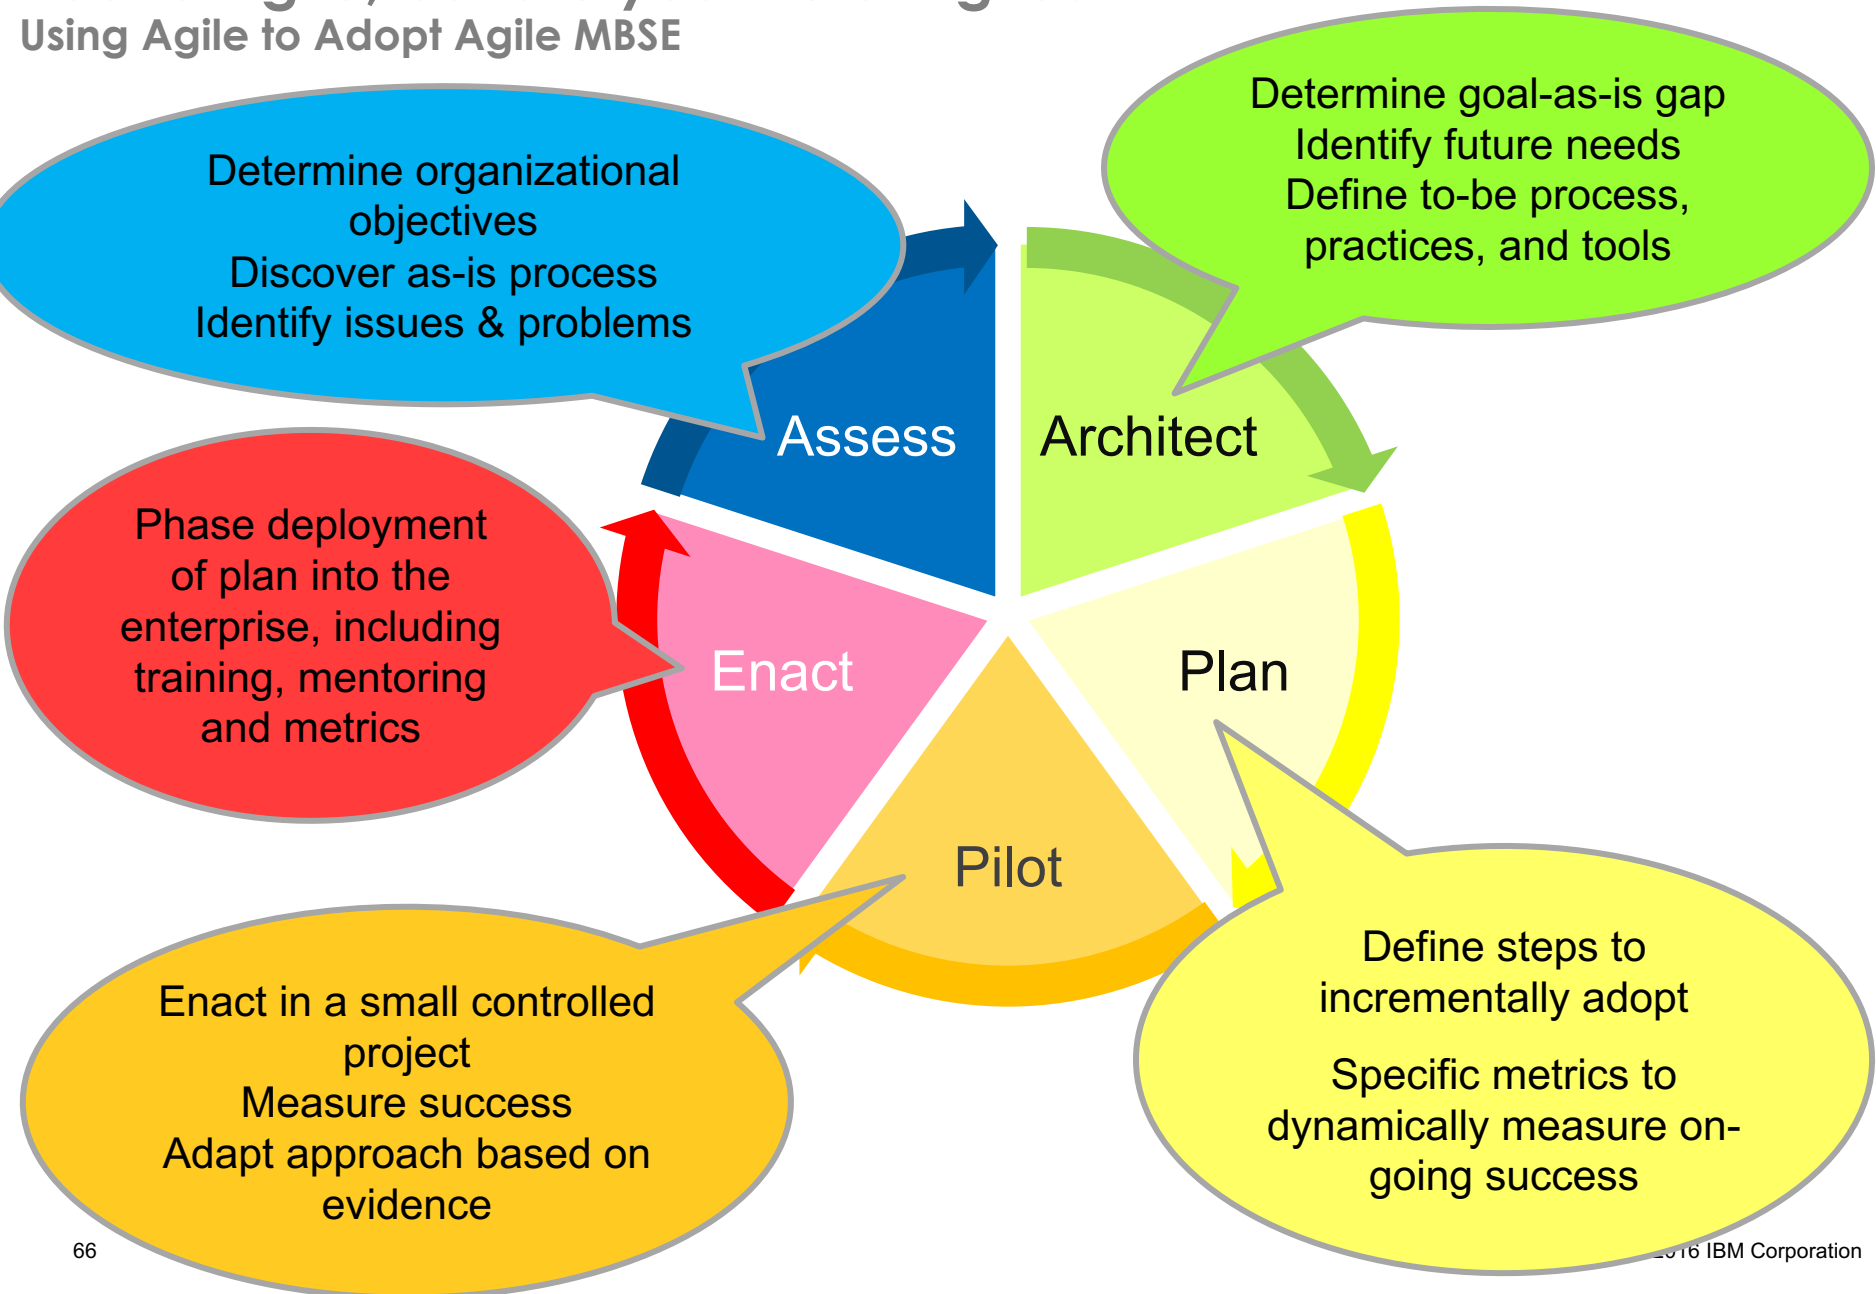 Using Agile to Adopt Agile MBSE
Determine organizational
objectives
Discover as-is process
Identify issues & problems
Determine goal-as-is gap
Identify future needs
Define to-be process,
practices, and tools
Assess
Architect
Phase deployment
of plan into the
enterprise, including
training, mentoring
and metrics
Enact
Plan
Pilot
Enact in a small controlled
project
Measure success
Adapt approach based on
evidence
Define steps to
incrementally adopt
Specific metrics to
dynamically measure on-
going success
66
IBM Corporation